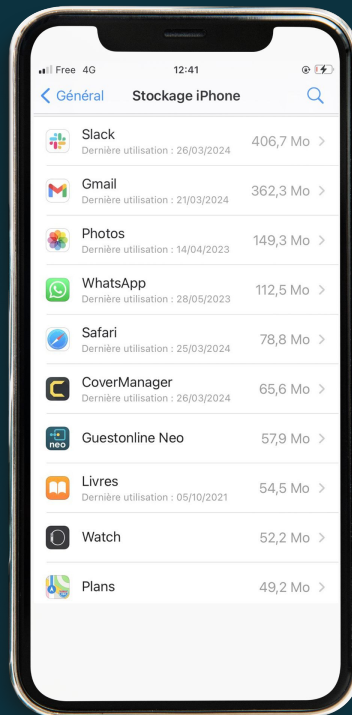 Free 4G 12:41
Général Stockage iPhone
Slack
Dernière utilisation : 26/03/2024
406,7 Mo
Gmail
Dernière utilisation : 21/03/2024
362,3 Mo
Photos
Dernière utilisation : 14/04/2023
149,3 Mo
WhatsApp
Dernière utilisation : 28/05/2023
112,5 Mo
Safari
Dernière utilisation : 25/03/2024
78,8 Mo
CoverManager
Dernière utilisation : 26/03/2024
65,6 Mo
neo
Guestonline Neo
57,9 Mo
Livres
Dernière utilisation : 05/10/2021
54,5 Mo
Watch
52,2 Mo
Plans
49,2 Mo